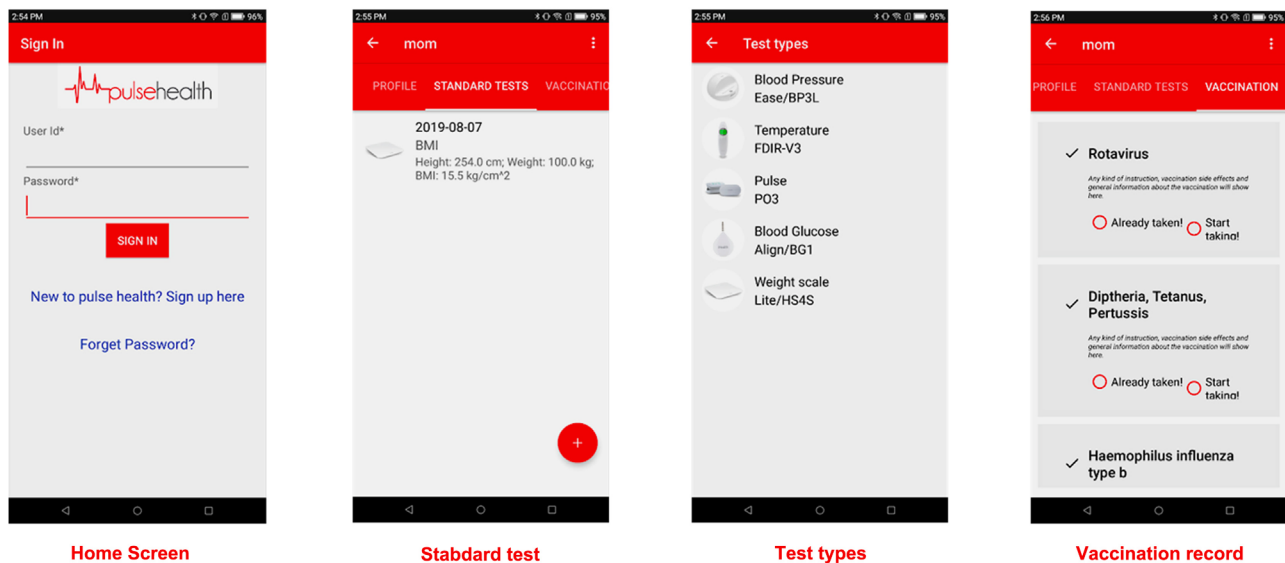 2:54 PM 96%
Sign In
pulsehealth
User Id*
Password*
SIGN IN
New to pulse health? Sign up here
Forget Password?
Home Screen
2:55 PM 95%
mom
PROFILE STANDARD TESTS VACCINATIO
2019-08-07
BMI
Height: 254.0 cm; Weight: 100.0 kg;
BMI: 15.5 kg/cm^2
+
Stabdard test
2:55 PM 95%
Test types
Blood Pressure
Ease/BP3L
Temperature
FDIR-V3
Pulse
PO3
Blood Glucose
Align/BG1
Weight scale
Lite/HS4S
Test types
2:56 PM 95%
mom
PROFILE STANDARD TESTS VACCINATION
Rotavirus
Any kind of instruction, vaccination side effects and
general information about the vaccination will show
here.
Already taken! Start
taking!
Diptheria, Tetanus,
Pertussis
Any kind of instruction, vaccination side effects and
general information about the vaccination will show
here.
Already taken! Start
taking!
Haemophilus influenza
type b
Vaccination record